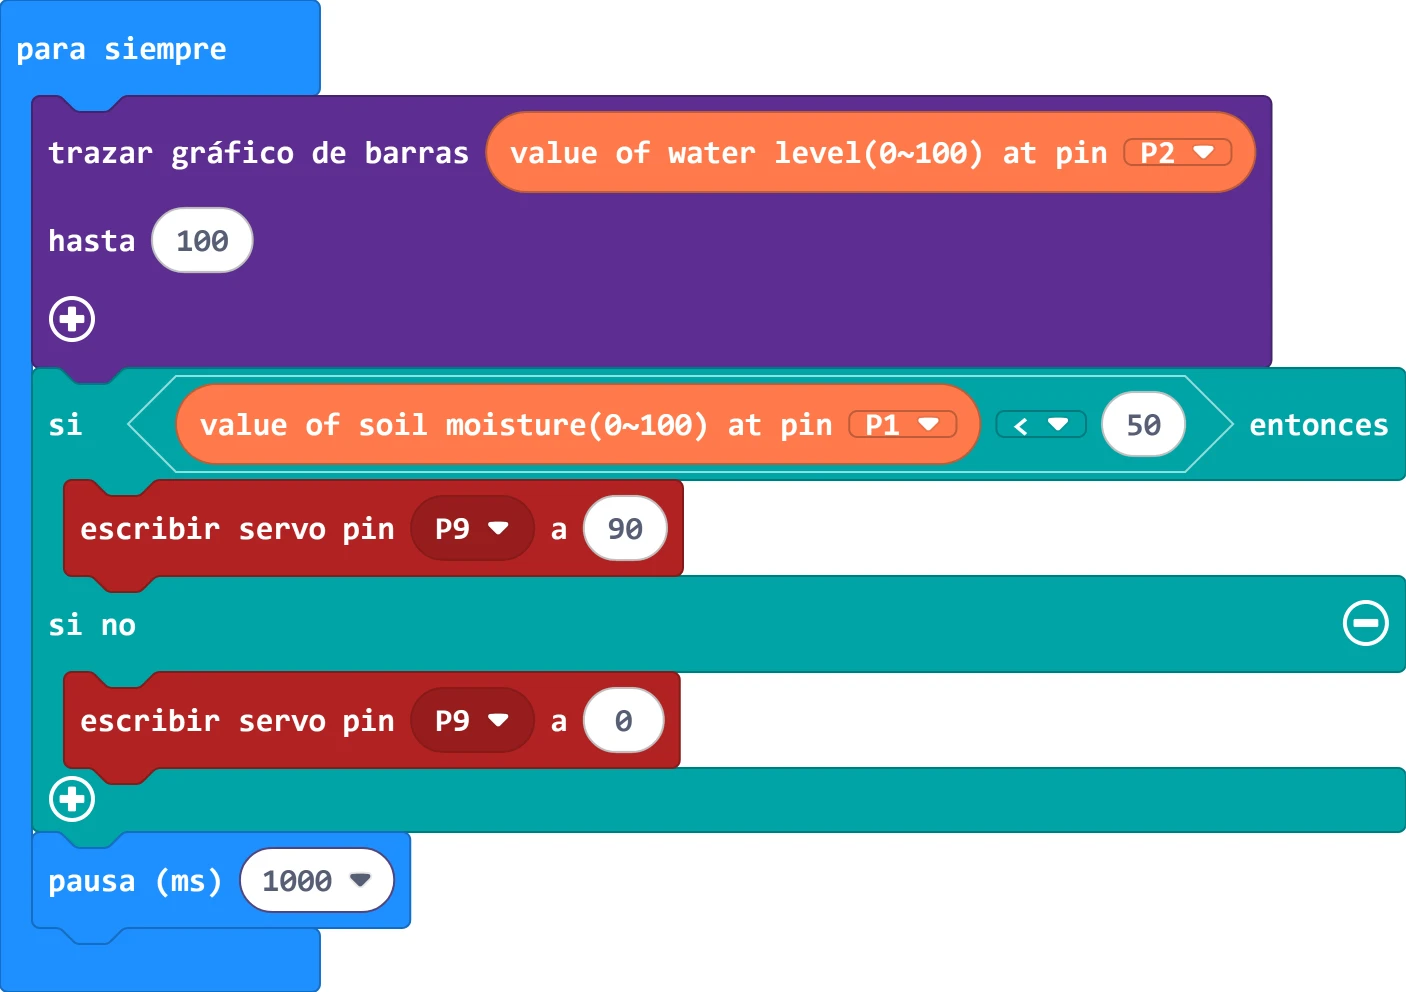 para siempre
trazar gráfico de barras value of water level(0~100) at pin P2
hasta 100
si value of soil moisture(0~100) at pin P1 < 50 entonces
escribir servo pin P9 a 90
si no
escribir servo pin P9 a 0
pausa (ms) 1000